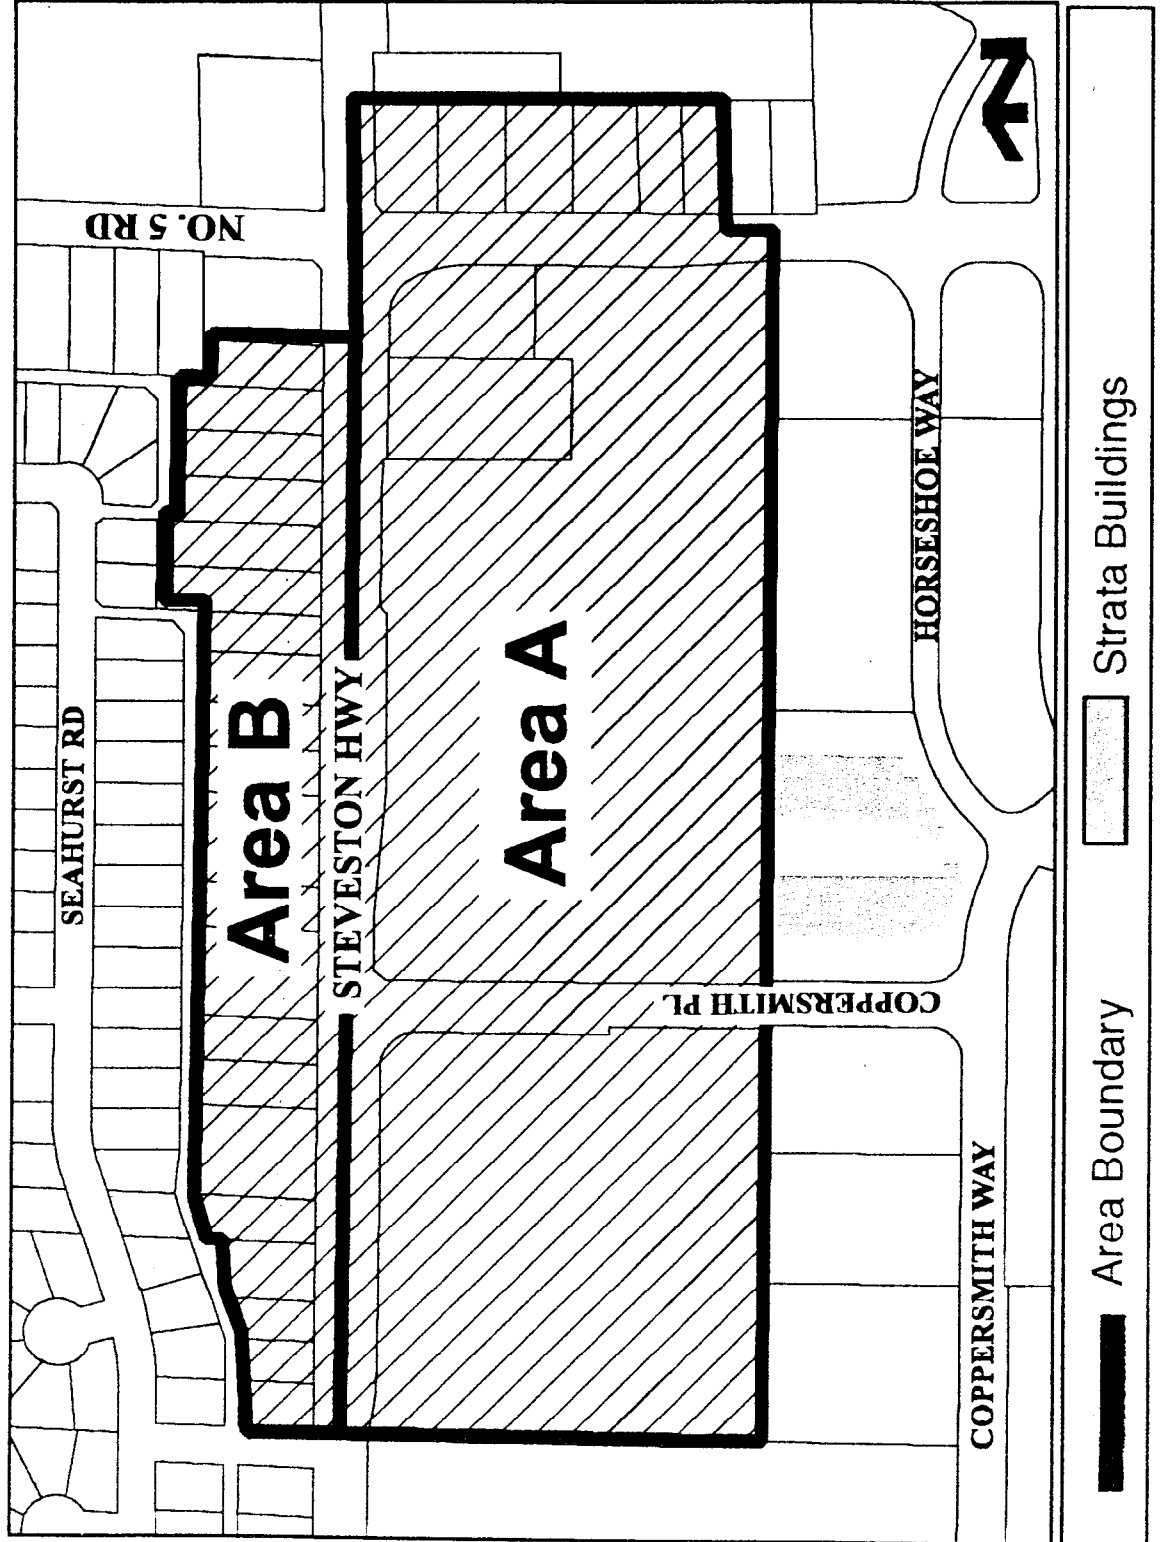 N
NO. 5 RD
SEAHURST RD
Area B
STEVESTON HWY
Area A
COPPERSMITH PL
HORSESHOE WAY
COPPERSMITH WAY
Area Boundary
Strata Buildings